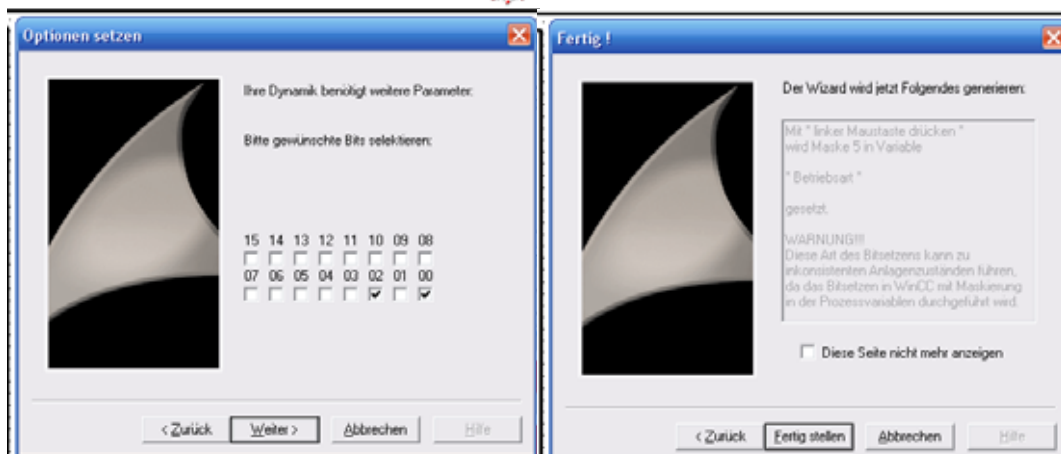 Optionen setzen
Ihre Dynamik benötigt weitere Parameter:
Bitte gewünschte Bits selektieren:
15 14 13 12 11 10 09 08
07 06 05 04 03 02 01 00
< Zurück Weiter > Abbrechen Hilfe
Fertig !
Der Wizard wird jetzt Folgendes generieren:
Mit " linker Maustaste drücken "
wird Maske 5 in Variable
" Betriebsart "
gesetzt.
WARNUNG!!!
Diese Art des Bitsetzens kann zu
inkonsistenten Anlagenzuständen führen,
da das Bitsetzen in WinCC mit Maskierung
in der Prozessvariablen durchgeführt wird.
Diese Seite nicht mehr anzeigen
< Zurück Fertig stellen Abbrechen Hilfe